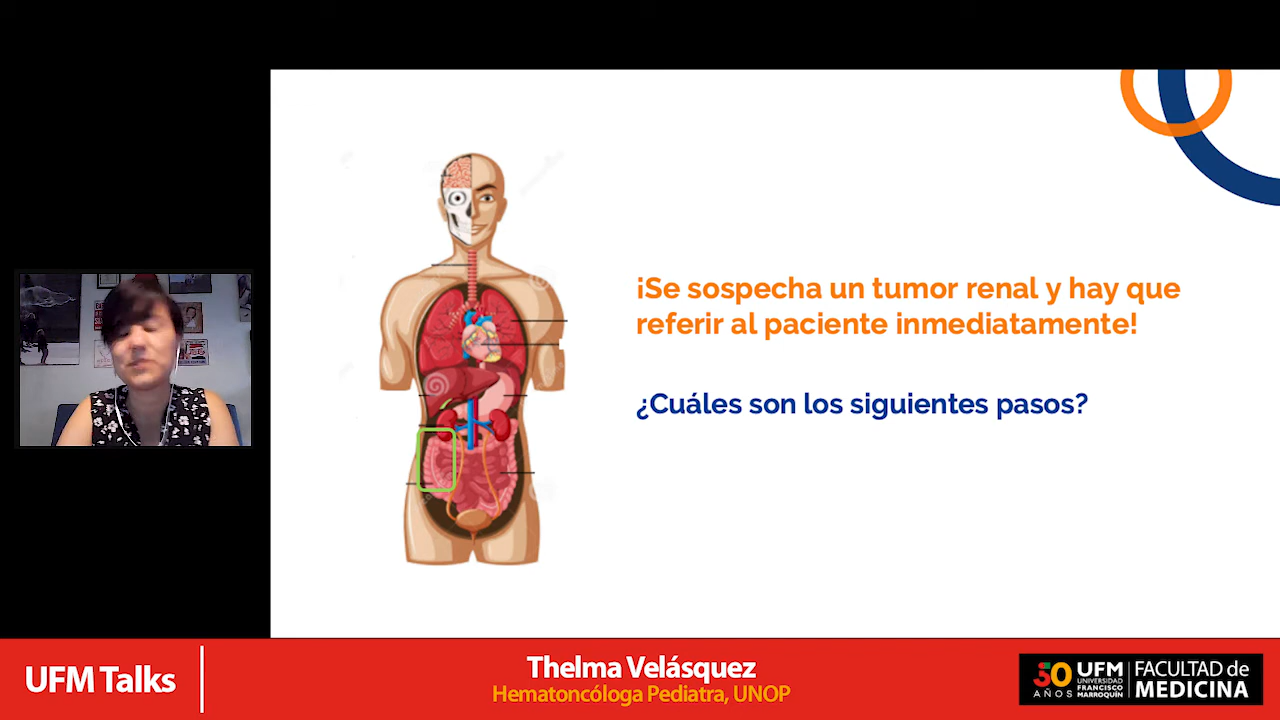 ¡Se sospecha un tumor renal y hay que
referir al paciente inmediatamente!
¿Cuáles son los siguientes pasos?
UFM Talks
Thelma Velásquez
Hematoncóloga Pediatra, UNOP
50
AÑOS
UFM
UNIVERSIDAD
FRANCISCO
MARROQUÍN
FACULTAD de
MEDICINA